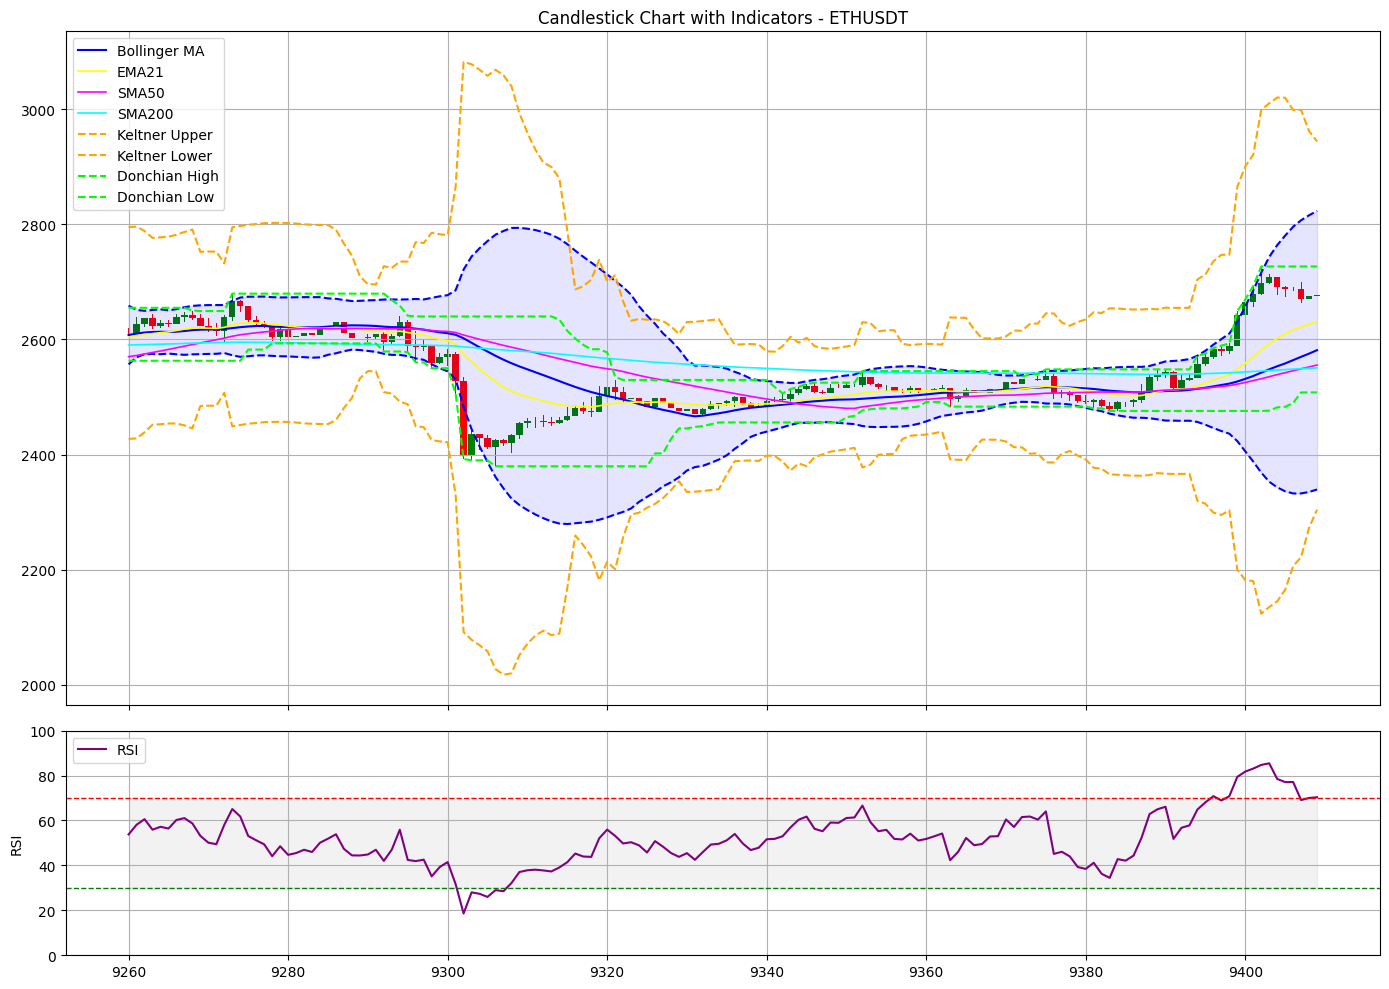 Candlestick Chart with Indicators - ETHUSDT
Bollinger MA
EMA21
SMA50
SMA200
Keltner Upper
Keltner Lower
Donchian High
Donchian Low
3000
2800
2600
2400
2200
2000
RSI
100
80
60
40
20
0
RSI
9260
9280
9300
9320
9340
9360
9380
9400